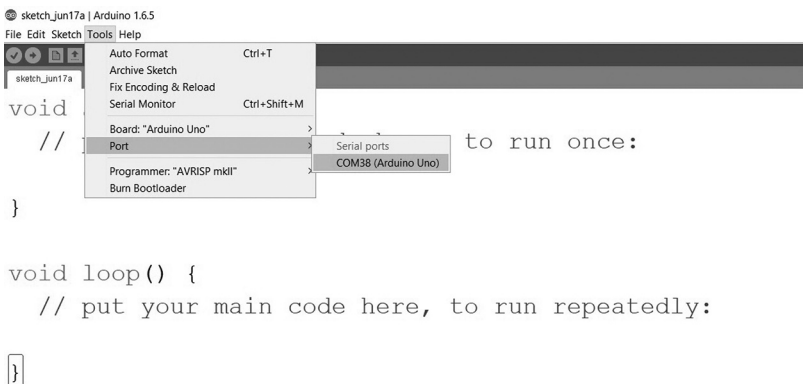 sketch_jun17a | Arduino 1.6.5
File Edit Sketch Tools Help
sketch_jun17a
Auto Format Ctrl+T
Archive Sketch
Fix Encoding & Reload
Serial Monitor Ctrl+Shift+M
Board: "Arduino Uno"
Port
Serial ports
COM38 (Arduino Uno)
Programmer: "AVRISP mkII"
Burn Bootloader
void
// to run once:
}
void loop() {
// put your main code here, to run repeatedly:
}